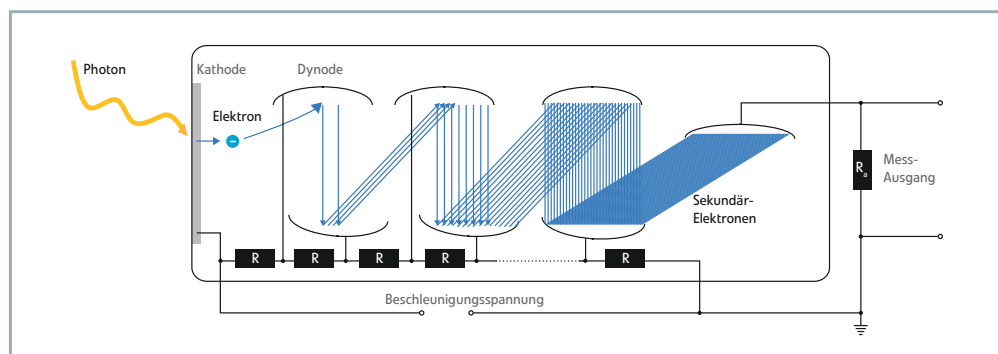 Photon
Kathode
Dynode
Elektron
−
Sekundär-
Elektronen
R
R
R
R
R
Rₐ
Mess-
Ausgang
Beschleunigungsspannung